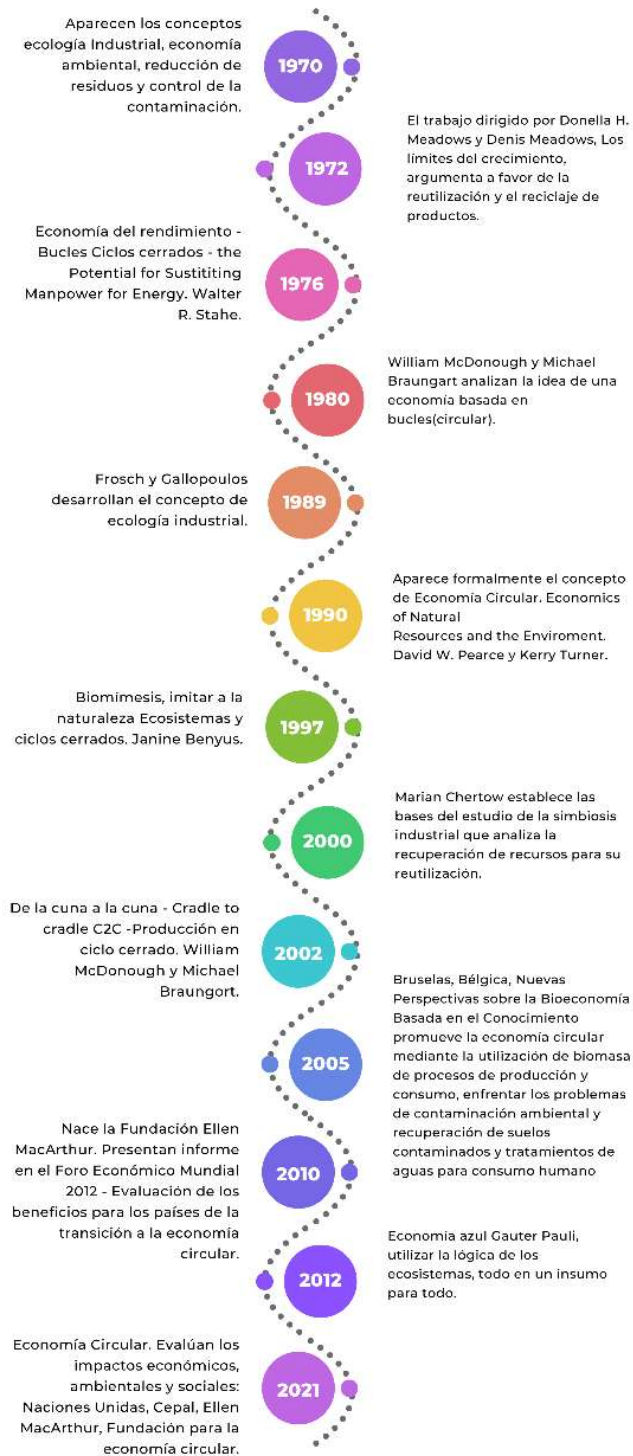 Aparecen los conceptos
ecología Industrial, economía
ambiental, reducción de
residuos y control de la
contaminación.
1970
El trabajo dirigido por Donella H.
Meadows y Denis Meadows, Los
límites del crecimiento,
argumenta a favor de la
reutilización y el reciclaje de
productos.
1972
Economía del rendimiento -
Bucles Ciclos cerrados - the
Potential for Sustititing
Manpower for Energy. Walter
R. Stahe.
1976
William McDonough y Michael
Braungart analizan la idea de una
economía basada en
bucles(circular).
1980
Frosch y Gallopoulos
desarrollan el concepto de
ecología industrial.
1989
Aparece formalmente el concepto
de Economía Circular. Economics
of Natural
Resources and the Enviroment.
David W. Pearce y Kerry Turner.
1990
Biomímesis, imitar a la
naturaleza Ecosistemas y
ciclos cerrados. Janine Benyus.
1997
Marian Chertow establece las
bases del estudio de la simbiosis
industrial que analiza la
recuperación de recursos para su
reutilización.
2000
De la cuna a la cuna - Cradle to
cradle C2C -Producción en
ciclo cerrado. William
McDonough y Michael
Braungort.
2002
Bruselas, Bélgica, Nuevas
Perspectivas sobre la Bioeconomía
Basada en el Conocimiento
promueve la economía circular
mediante la utilización de biomasa
de procesos de producción y
consumo, enfrentar los problemas
de contaminación ambiental y
recuperación de suelos
contaminados y tratamientos de
aguas para consumo humano
2005
Nace la Fundación Ellen
MacArthur. Presentan informe
en el Foro Económico Mundial
2012 - Evaluación de los
beneficios para los países de la
transición a la economía
circular.
2010
Economía azul Gauter Pauli,
utilizar la lógica de los
ecosistemas, todo en un insumo
para todo.
2012
Economía Circular. Evalúan los
impactos económicos,
ambientales y sociales:
Naciones Unidas, Cepal, Ellen
MacArthur, Fundación para la
economía circular.
2021